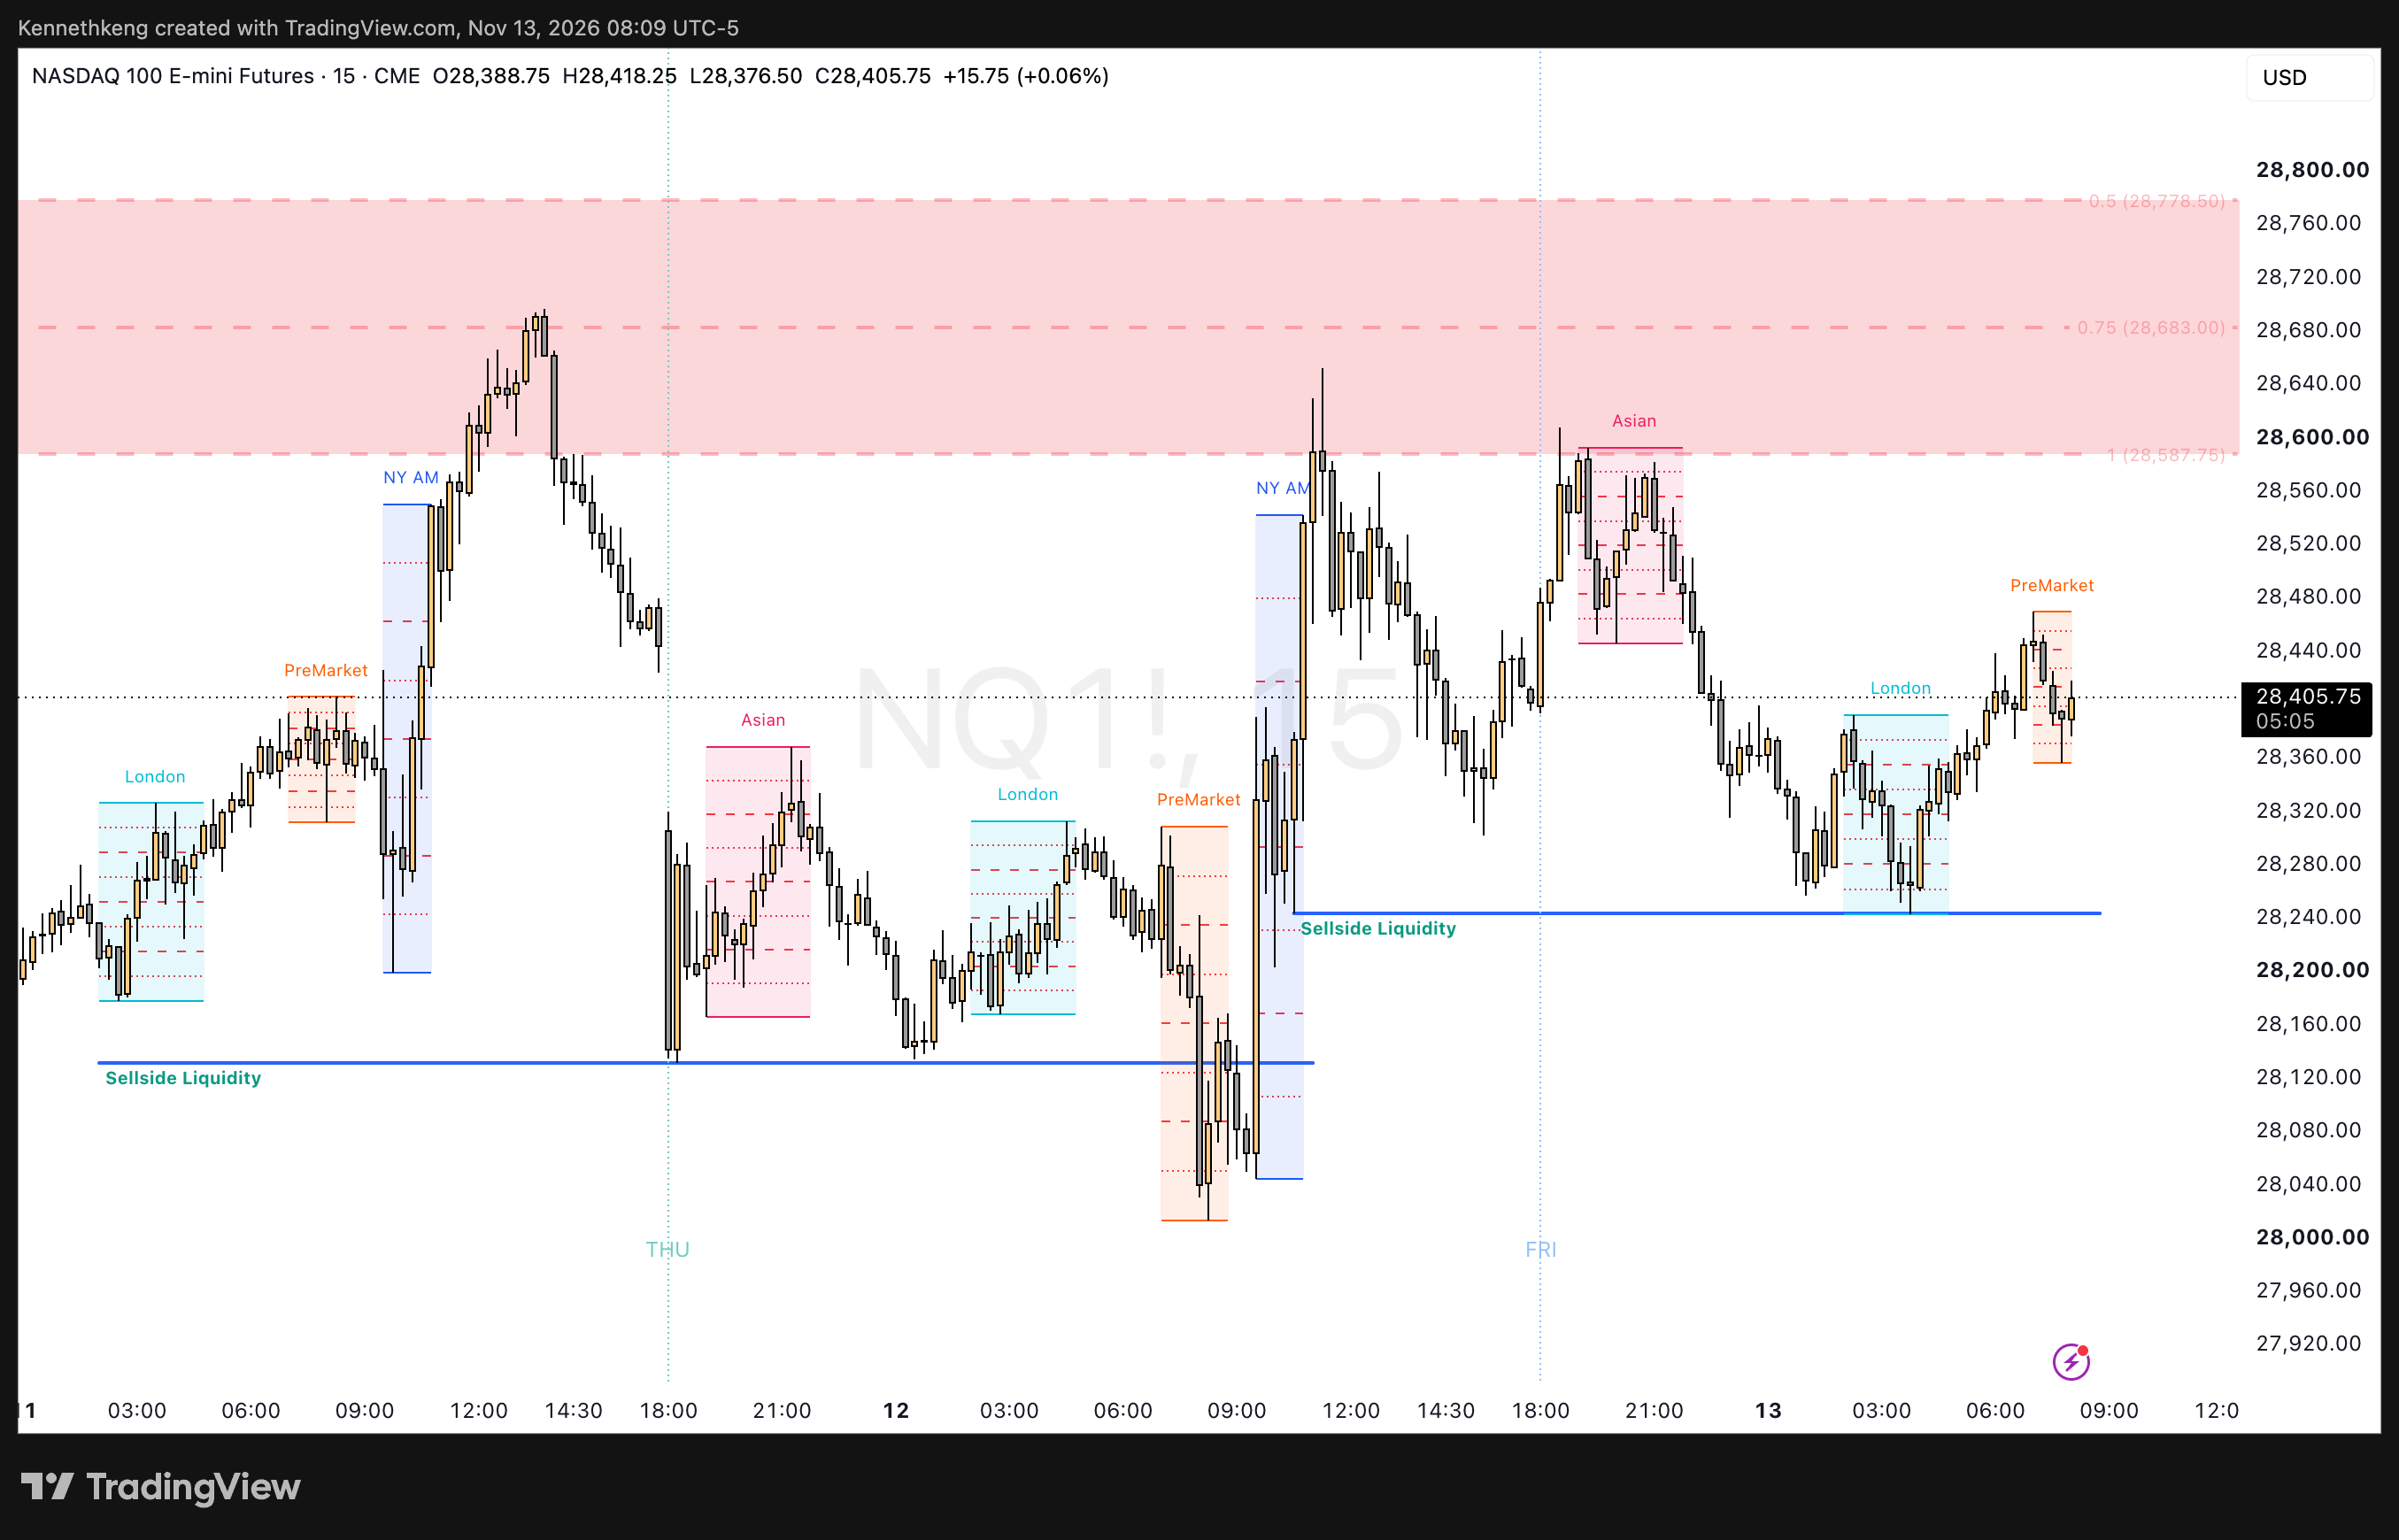 Kennethkeng created with TradingView.com, Nov 13, 2026 08:09 UTC-5
NASDAQ 100 E-mini Futures · 15 · CME O28,388.75 H28,418.25 L28,376.50 C28,405.75 +15.75 (+0.06%)
USD
28,800.00
0.5 (28,778.50)
28,760.00
28,720.00
28,680.00
0.75 (28,683.00)
28,640.00
28,600.00
1 (28,587.75)
28,560.00
28,520.00
28,480.00
28,440.00
28,405.75
05:05
28,360.00
28,320.00
28,280.00
28,240.00
28,200.00
28,160.00
28,120.00
28,080.00
28,040.00
28,000.00
27,960.00
27,920.00
NQ1!, 15
London
PreMarket
NY AM
Asian
London
PreMarket
NY AM
Asian
London
PreMarket
Sellside Liquidity
Sellside Liquidity
THU
FRI
11 03:00 06:00 09:00 12:00 14:30 18:00 21:00 12 03:00 06:00 09:00 12:00 14:30 18:00 21:00 13 03:00 06:00 09:00 12:0
TradingView